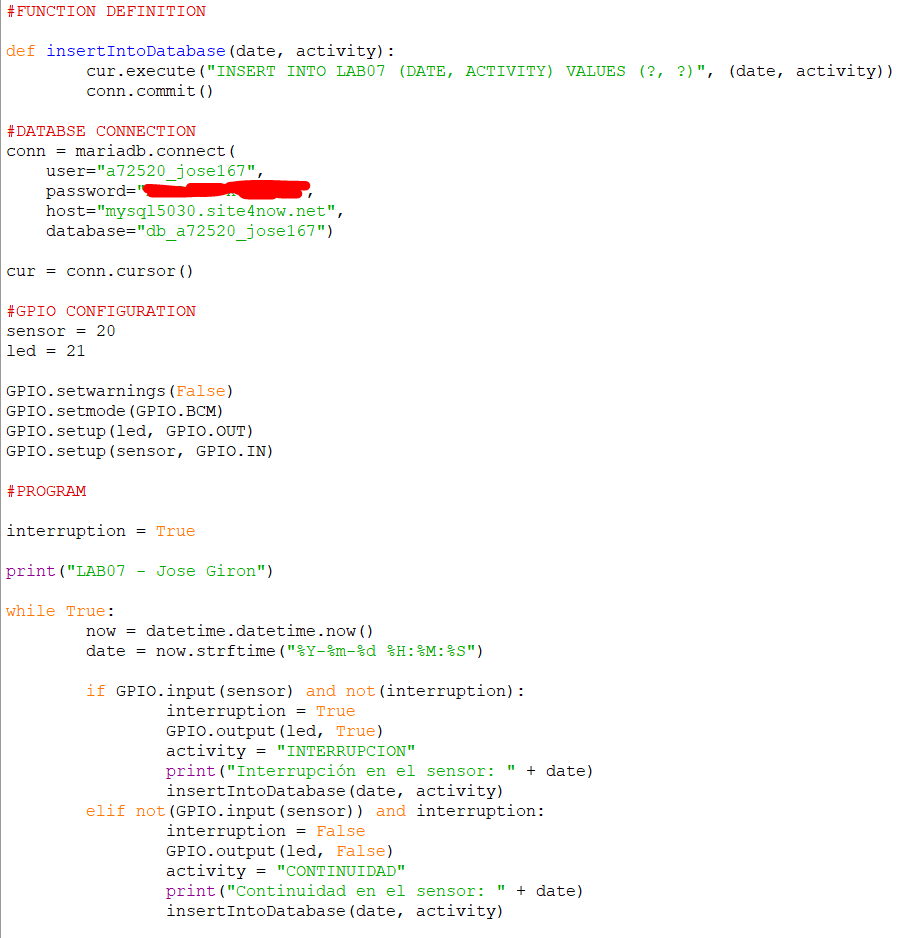 #FUNCTION DEFINITION
def insertIntoDatabase(date, activity):
cur.execute("INSERT INTO LAB07 (DATE, ACTIVITY) VALUES (?, ?)", (date, activity))
conn.commit()
#DATABSE CONNECTION
conn = mariadb.connect(
user="a72520_jose167",
password="
host="mysql5030.site4now.net",
database="db_a72520_jose167")
cur = conn.cursor()
#GPIO CONFIGURATION
sensor = 20
led = 21
GPIO.setwarnings(False)
GPIO.setmode(GPIO.BCM)
GPIO.setup(led, GPIO.OUT)
GPIO.setup(sensor, GPIO.IN)
#PROGRAM
interruption = True
print("LAB07 - Jose Giron")
while True:
now = datetime.datetime.now()
date = now.strftime("%Y-%m-%d %H:%M:%S")
if GPIO.input(sensor) and not(interruption):
interruption = True
GPIO.output(led, True)
activity = "INTERRUPCION"
print("Interrupción en el sensor: " + date)
insertIntoDatabase(date, activity)
elif not(GPIO.input(sensor)) and interruption:
interruption = False
GPIO.output(led, False)
activity = "CONTINUIDAD"
print("Continuidad en el sensor: " + date)
insertIntoDatabase(date, activity)